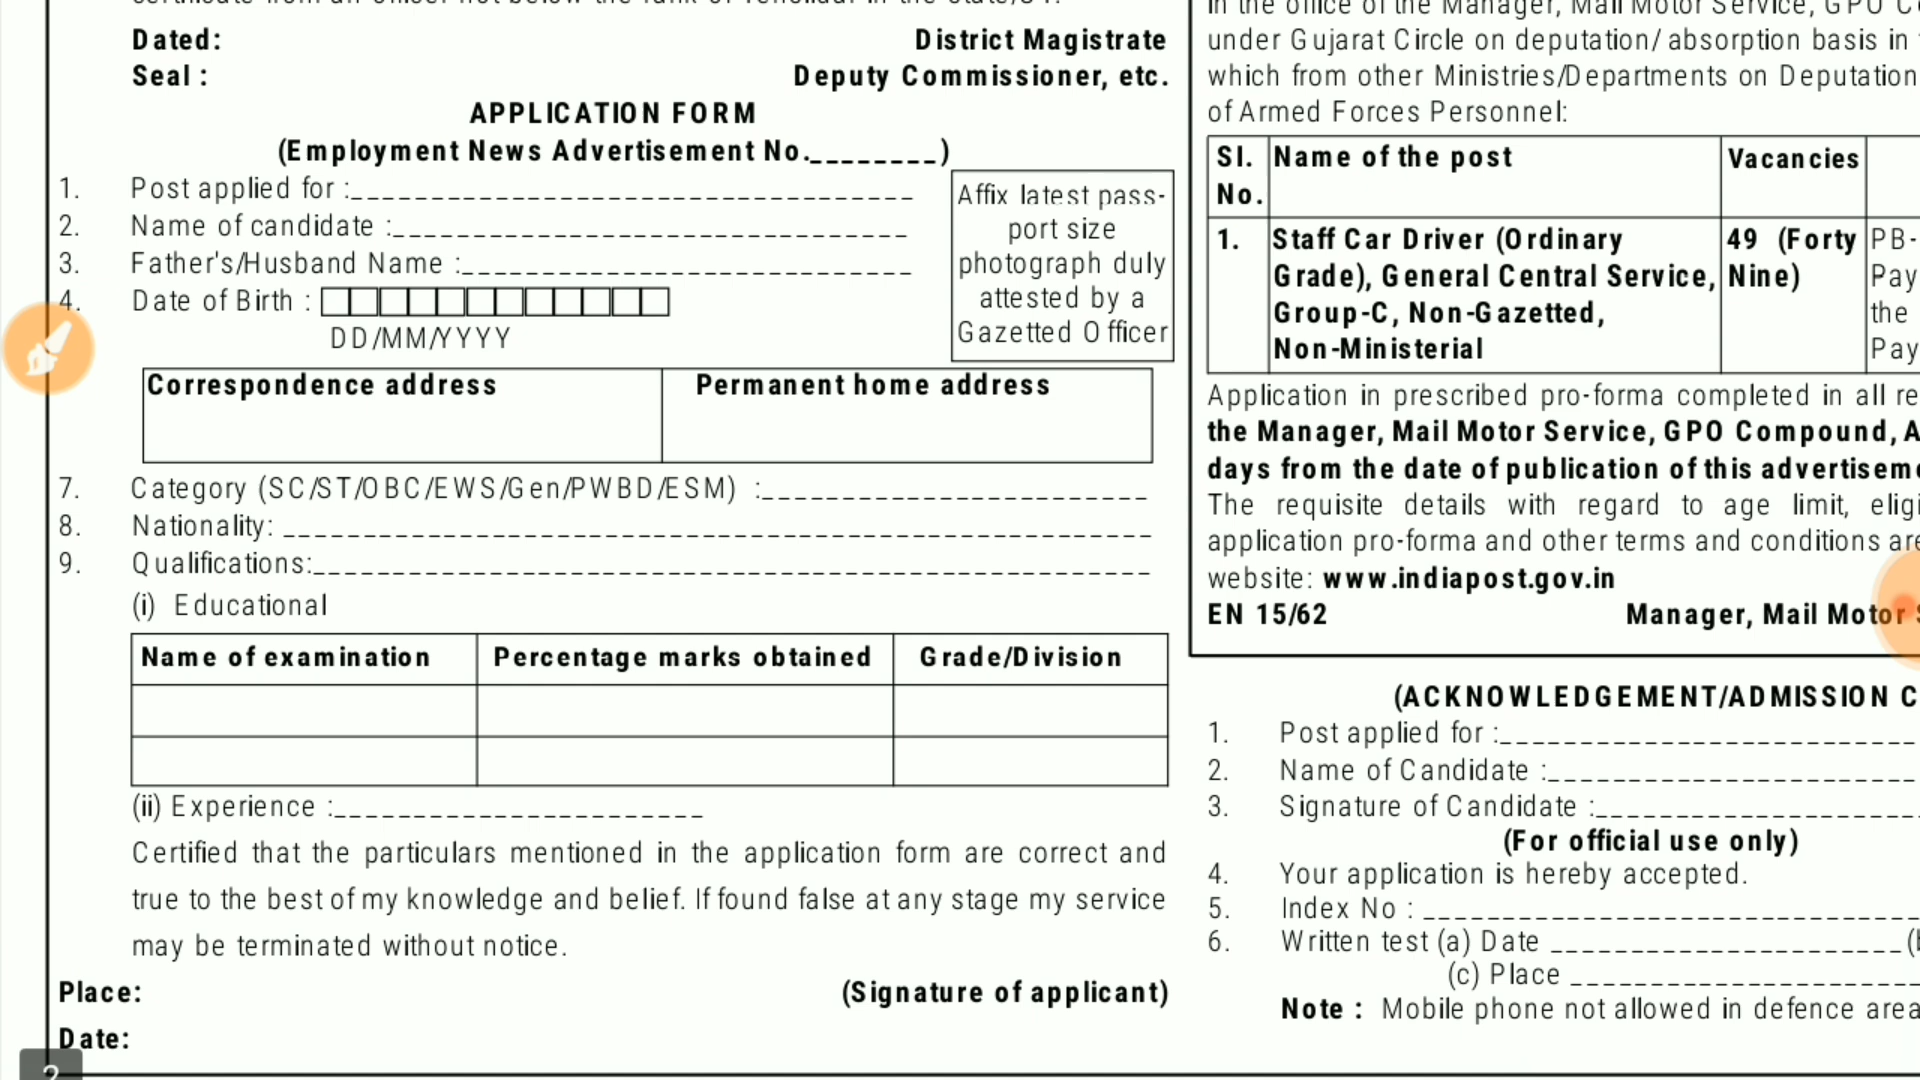 Dated: District Magistrate
Seal : Deputy Commissioner, etc.
APPLICATION FORM
(Employment News Advertisement No.________)
1. Post applied for :___________________________________
2. Name of candidate :________________________________
3. Father's/Husband Name :____________________________
4. Date of Birth :
DD/MM/YYYY
Affix latest pass-
port size
photograph duly
attested by a
Gazetted Officer
Correspondence address Permanent home address
7. Category (SC/ST/OBC/EWS/Gen/PWBD/ESM) :________________________
8. Nationality: ______________________________________________________
9. Qualifications:____________________________________________________
(i) Educational
Name of examination Percentage marks obtained Grade/Division
(ii) Experience :_______________________
Certified that the particulars mentioned in the application form are correct and
true to the best of my knowledge and belief. If found false at any stage my service
may be terminated without notice.
Place: (Signature of applicant)
Date:
2
in the office of the Manager, Mail Motor Service, GPO
under Gujarat Circle on deputation/ absorption basis in
which from other Ministries/Departments on Deputation
of Armed Forces Personnel:
Sl. Name of the post Vacancies
No.
1. Staff Car Driver (Ordinary 49 (Forty PB-
Grade), General Central Service, Nine) Pay
Group-C, Non-Gazetted, the
Non-Ministerial Pay
Application in prescribed pro-forma completed in all re
the Manager, Mail Motor Service, GPO Compound, A
days from the date of publication of this advertisem
The requisite details with regard to age limit, eligi
application pro-forma and other terms and conditions are
website: www.indiapost.gov.in
EN 15/62 Manager, Mail Motor S
(ACKNOWLEDGEMENT/ADMISSION C
1. Post applied for :__________________________
2. Name of Candidate :_______________________
3. Signature of Candidate :____________________
(For official use only)
4. Your application is hereby accepted.
5. Index No : _______________________________
6. Written test (a) Date ______________________(b
(c) Place ______________________
Note : Mobile phone not allowed in defence area